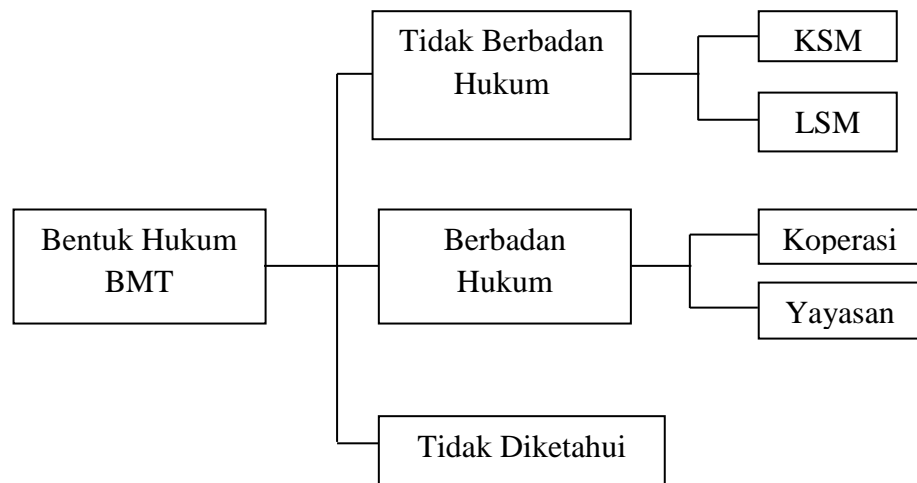 Tidak Berbadan
Hukum
KSM
LSM
Bentuk Hukum
BMT
Berbadan
Hukum
Koperasi
Yayasan
Tidak Diketahui